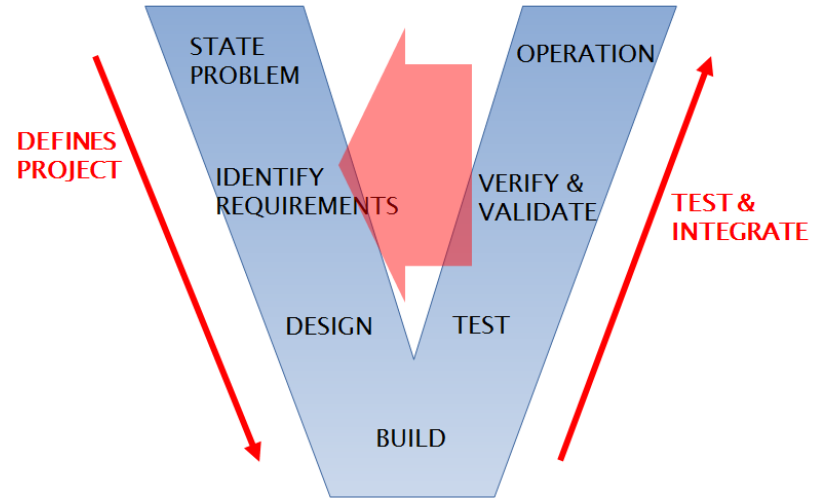 STATE
PROBLEM
OPERATION
DEFINES
PROJECT
IDENTIFY
REQUIREMENTS
VERIFY &
VALIDATE
TEST &
INTEGRATE
DESIGN
TEST
BUILD